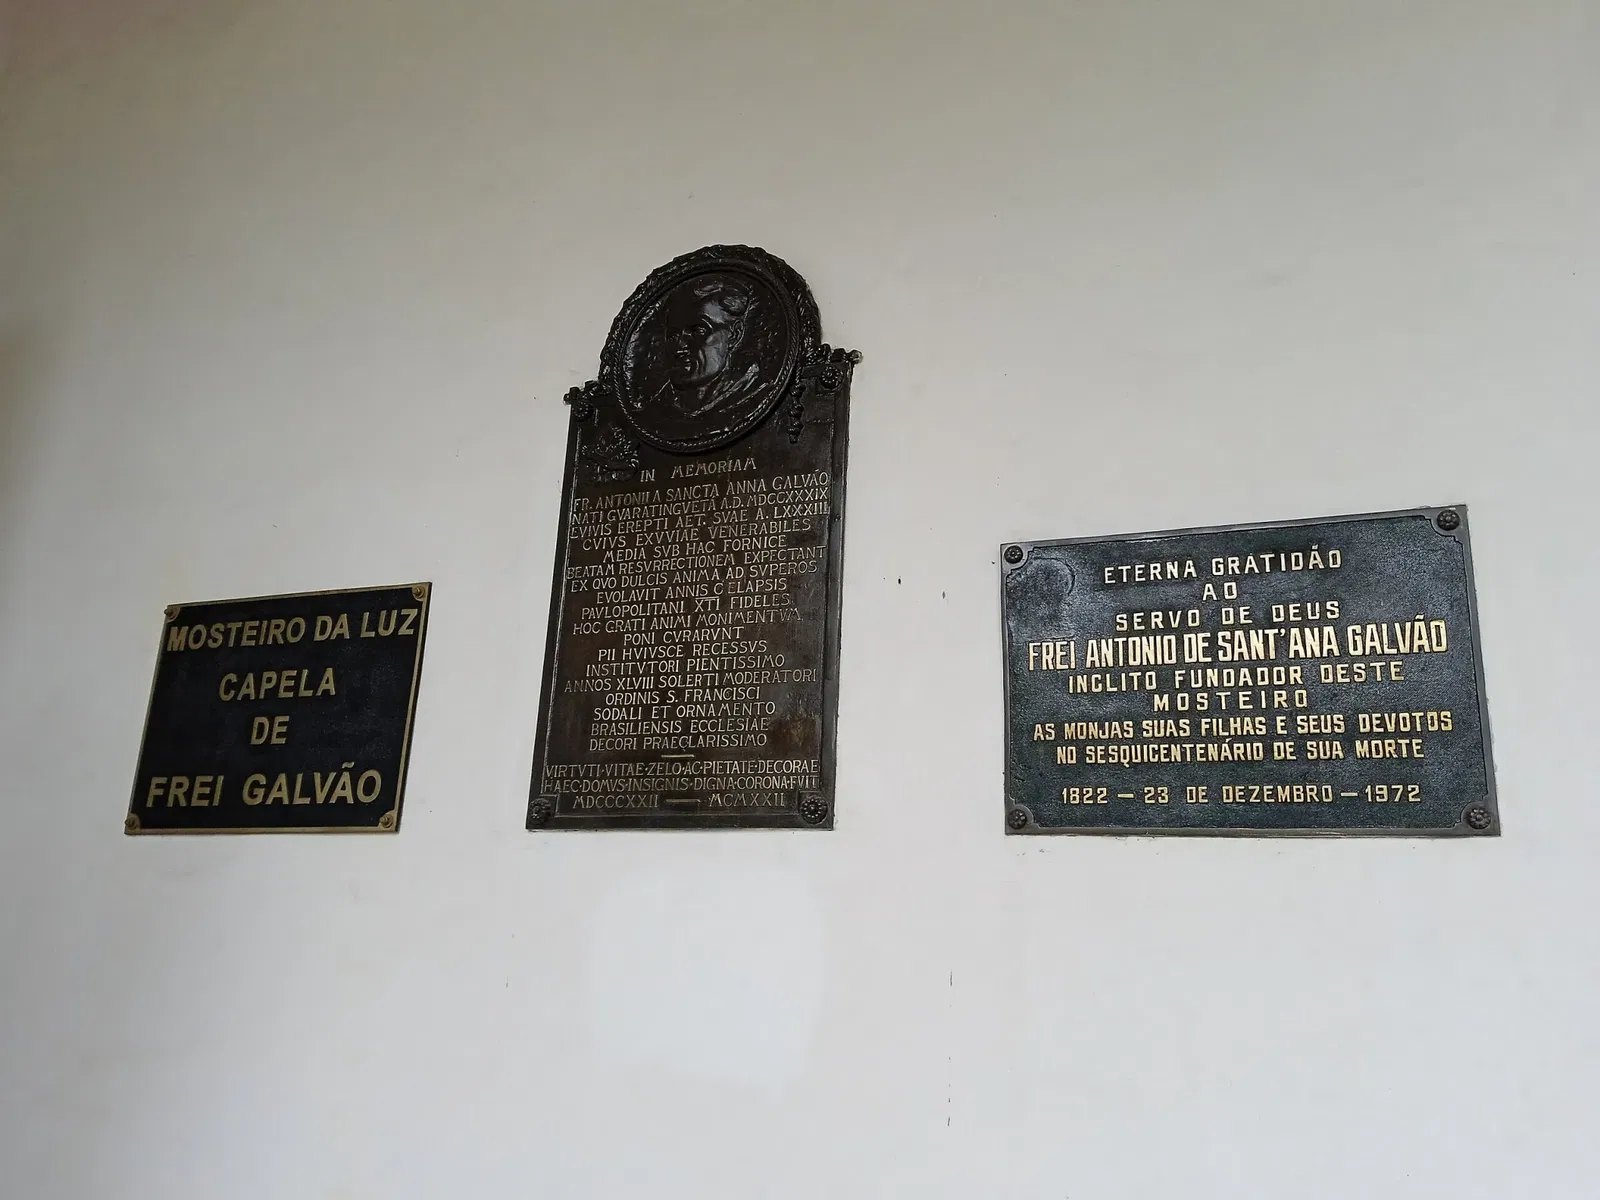 MOSTEIRO DA LUZ
CAPELA
DE
FREI GALVÃO
IN MEMORIAM
FR. ANTONII A SANCTA ANNA GALVÃO
NATI GVARATINGVETÁ A.D. MDCCXXXIX
EVIVIS EREPTI AET. SVAE A. LXXXIII
CVIVS EXVVIAE VENERABILES
MEDIA SVB HAC FORNICE
BEATAM RESVRRECTIONEM EXPECTANT
EX QVO DULCIS ANIMA AD SVPEROS
EVOLAVIT ANNIS C ELAPSIS
PAVLOPOLITANI XTI FIDELES
HOC GRATI ANIMI MONIMENTVM
PONI CVRARVNT
PII HVIVSCE RECESSVS
INSTITVTORI PIENTISSIMO
ANNOS XLVIII SOLERTI MODERATORI
ORDINIS S. FRANCISCI
SODALI ET ORNAMENTO
BRASILIENSIS ECCLESIAE
DECORI PRAECLARISSIMO
VIRTVTI·VITAE·ZELO·AC·PIETATE·DECORAE
HAEC·DOMVS·INSIGNIS·DIGNA·CORONA·FVIT
MDCCCXXII — MCMXXII
ETERNA GRATIDÃO
AO
SERVO DE DEUS
FREI ANTONIO DE SANT'ANA GALVÃO
INCLITO FUNDADOR DESTE
MOSTEIRO
AS MONJAS SUAS FILHAS E SEUS DEVOTOS
NO SESQUICENTENÁRIO DE SUA MORTE
1822 — 23 DE DEZEMBRO — 1972